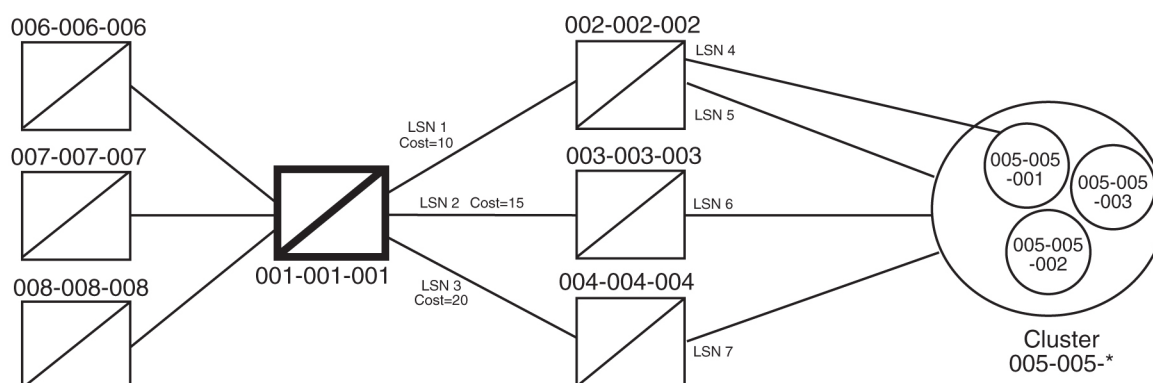 006-006-006
002-002-002
LSN 4
LSN 1
Cost=10
LSN 5
007-007-007
003-003-003
005-005
-001
005-005
-003
LSN 2 Cost=15
LSN 6
005-005
-002
001-001-001
008-008-008
LSN 3
Cost=20
004-004-004
LSN 7
Cluster
005-005-*